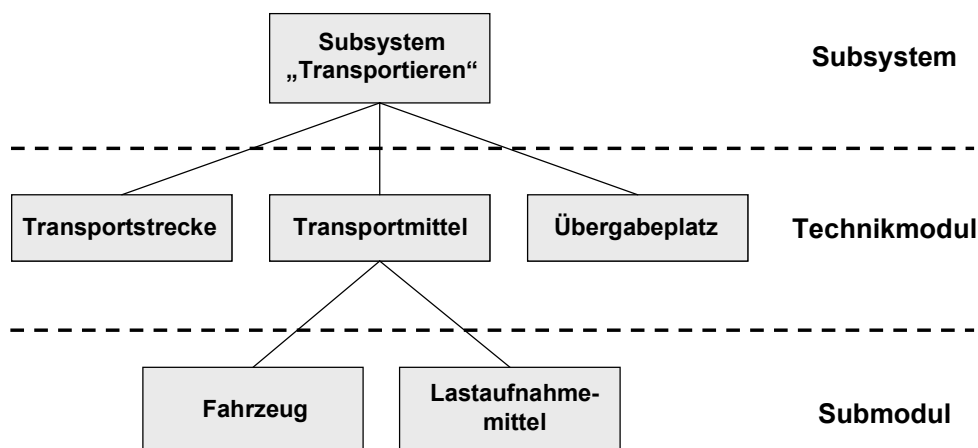 Subsystem
„Transportieren“
Subsystem
Transportstrecke
Transportmittel
Übergabeplatz
Technikmodul
Fahrzeug
Lastaufnahme-
mittel
Submodul